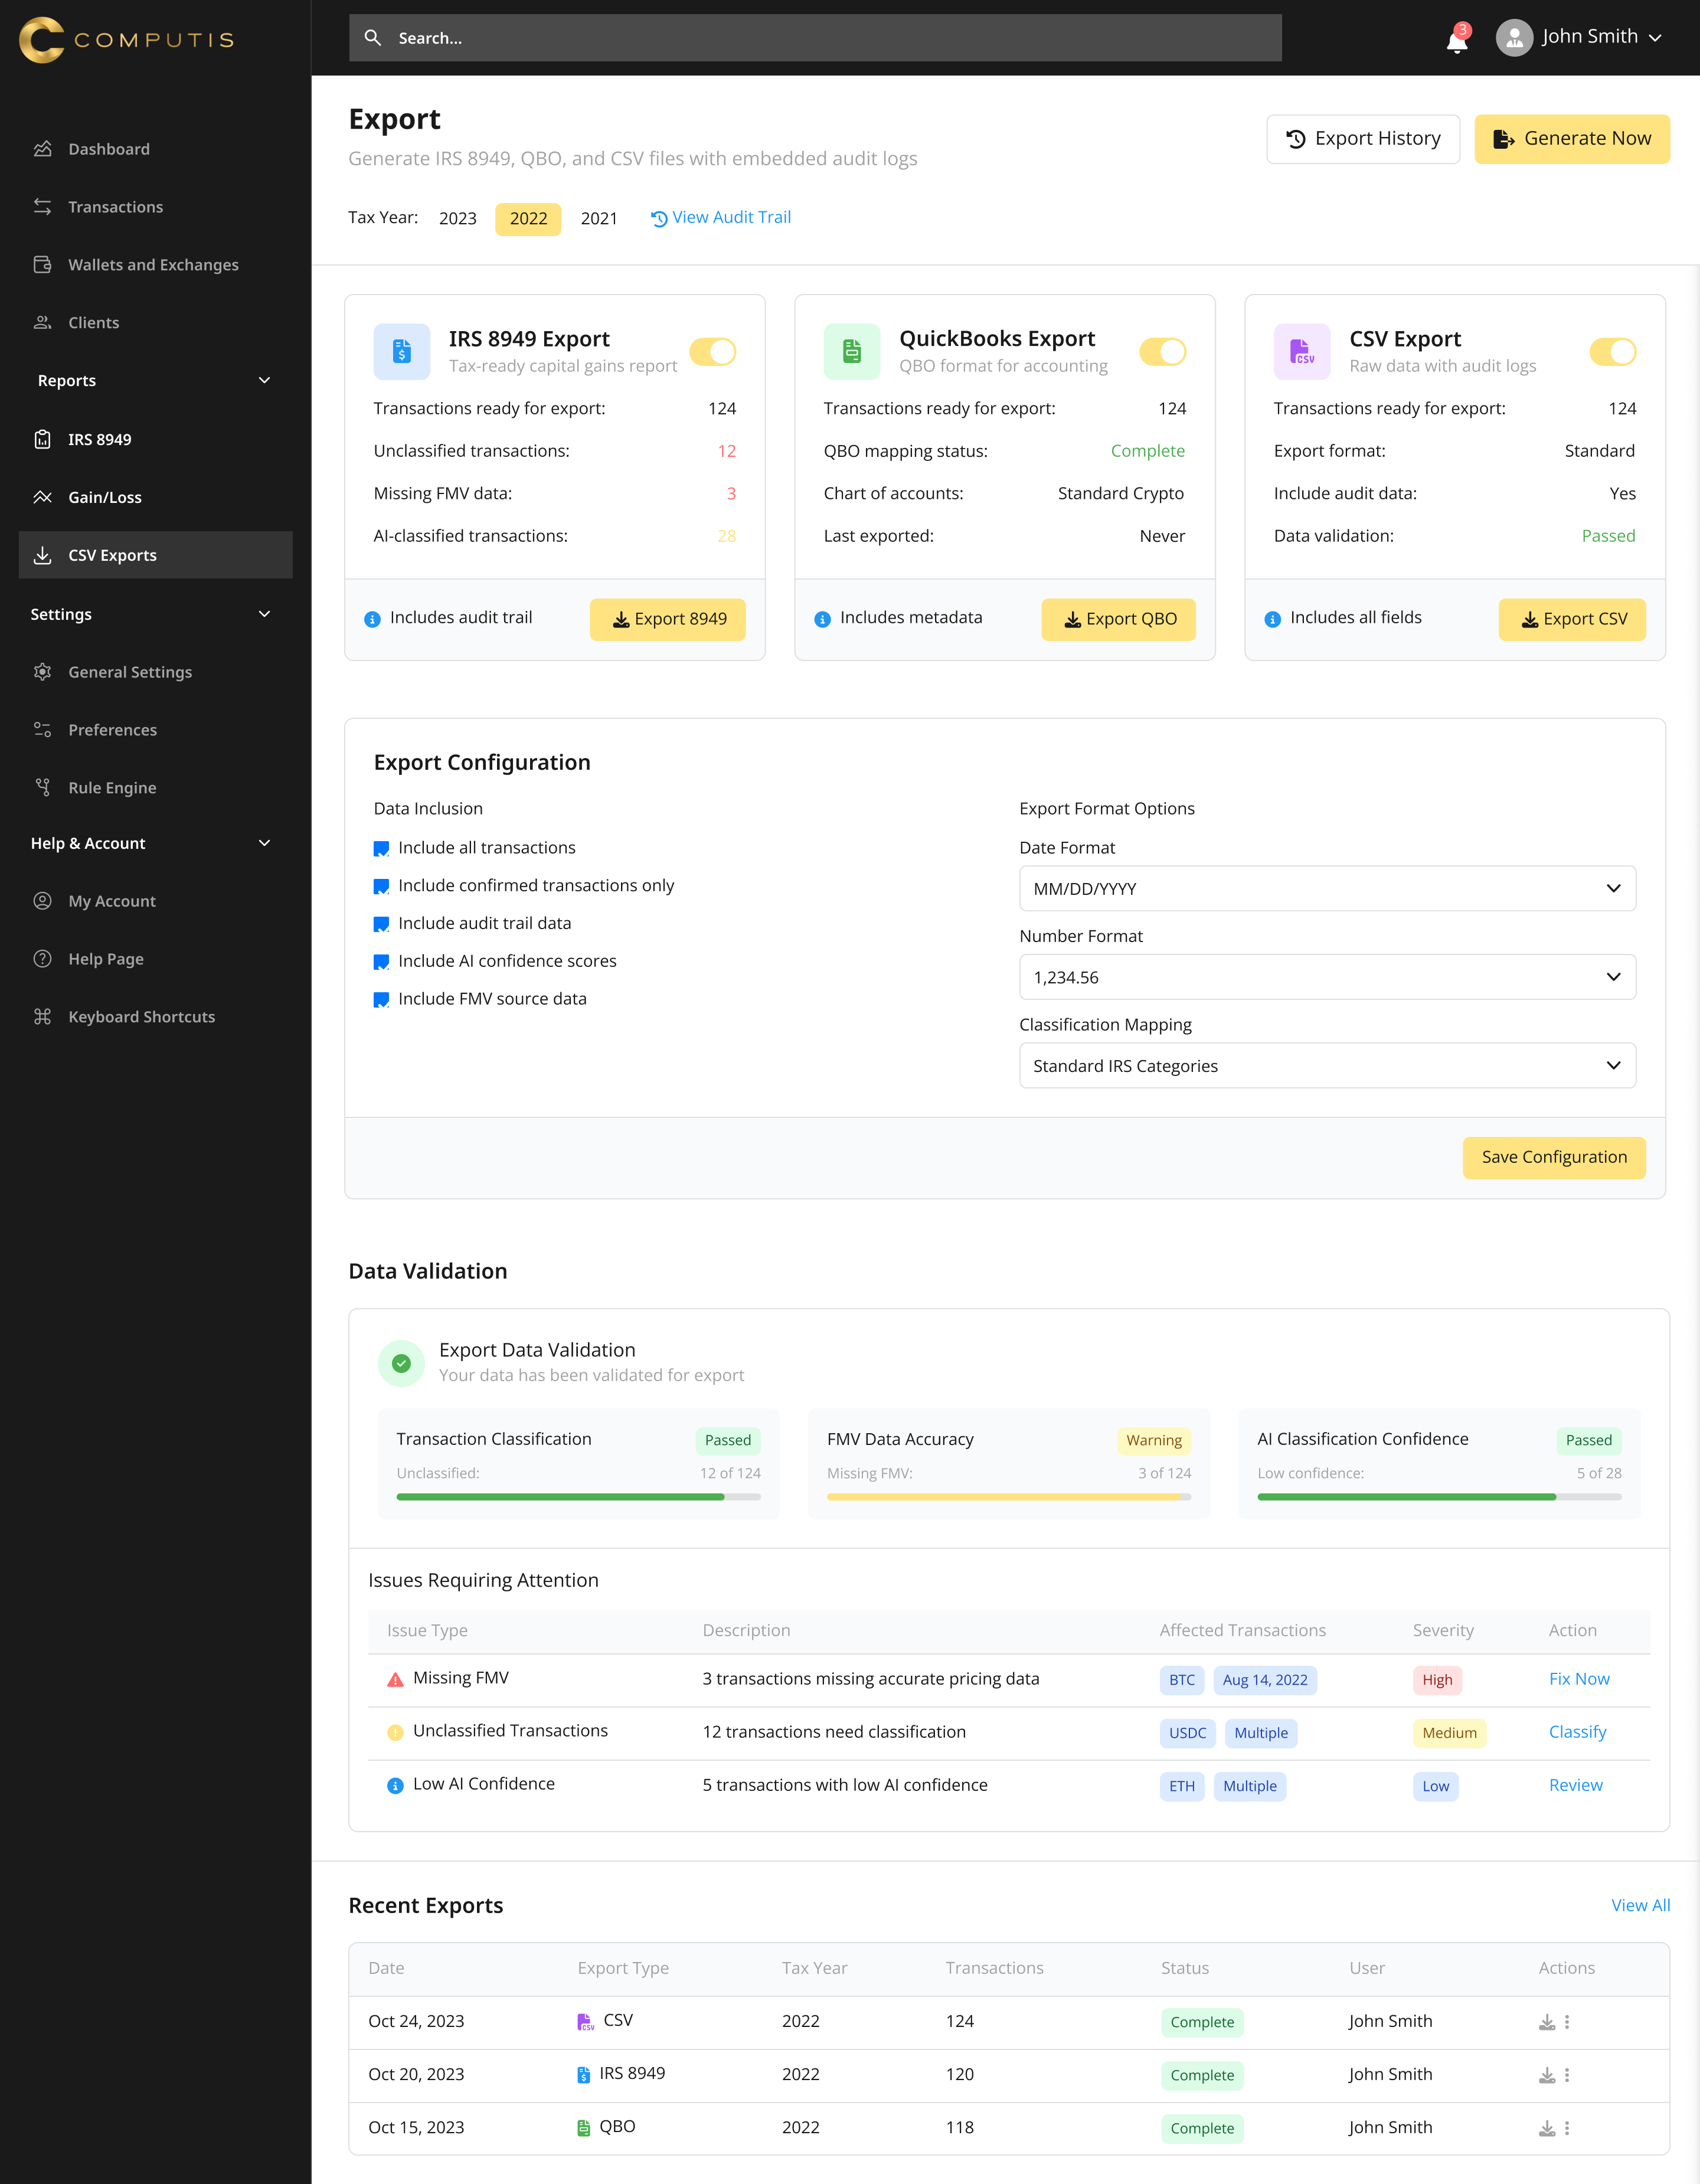 COMPUTIS
Search...
3
John Smith
Dashboard
Transactions
Wallets and Exchanges
Clients
Reports
IRS 8949
Gain/Loss
CSV Exports
Settings
General Settings
Preferences
Rule Engine
Help & Account
My Account
Help Page
Keyboard Shortcuts
Export
Generate IRS 8949, QBO, and CSV files with embedded audit logs
Export History
Generate Now
Tax Year: 2023 2022 2021 View Audit Trail
IRS 8949 Export
Tax-ready capital gains report
Transactions ready for export: 124
Unclassified transactions: 12
Missing FMV data: 3
AI-classified transactions: 28
Includes audit trail Export 8949
QuickBooks Export
QBO format for accounting
Transactions ready for export: 124
QBO mapping status: Complete
Chart of accounts: Standard Crypto
Last exported: Never
Includes metadata Export QBO
CSV
CSV Export
Raw data with audit logs
Transactions ready for export: 124
Export format: Standard
Include audit data: Yes
Data validation: Passed
Includes all fields Export CSV
Export Configuration
Data Inclusion
Include all transactions
Include confirmed transactions only
Include audit trail data
Include AI confidence scores
Include FMV source data
Export Format Options
Date Format
MM/DD/YYYY
Number Format
1,234.56
Classification Mapping
Standard IRS Categories
Save Configuration
Data Validation
Export Data Validation
Your data has been validated for export
Transaction Classification Passed
Unclassified: 12 of 124
FMV Data Accuracy Warning
Missing FMV: 3 of 124
AI Classification Confidence Passed
Low confidence: 5 of 28
Issues Requiring Attention
Issue Type Description Affected Transactions Severity Action
Missing FMV 3 transactions missing accurate pricing data BTC Aug 14, 2022 High Fix Now
Unclassified Transactions 12 transactions need classification USDC Multiple Medium Classify
Low AI Confidence 5 transactions with low AI confidence ETH Multiple Low Review
Recent Exports View All
Date Export Type Tax Year Transactions Status User Actions
Oct 24, 2023 CSV CSV 2022 124 Complete John Smith
Oct 20, 2023 IRS 8949 2022 120 Complete John Smith
Oct 15, 2023 QBO 2022 118 Complete John Smith